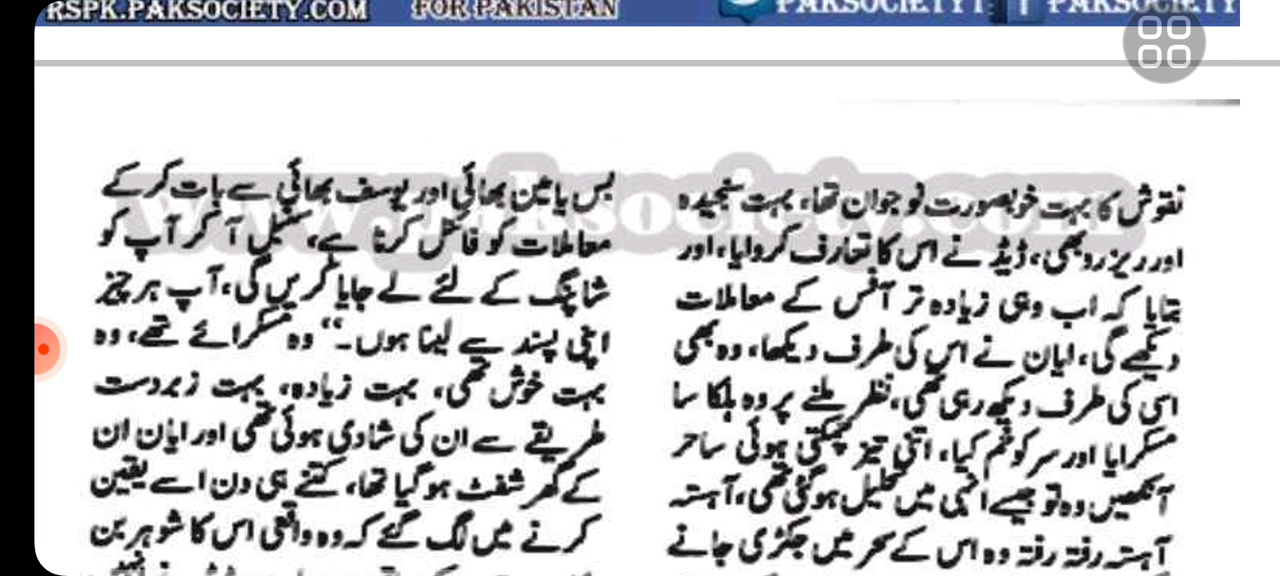 RSPK.PAKSOCIETY.COM FOR PAKISTAN PAKSOCIETY1 PAKSOCIETY
www.paksociety.com
نقوش کا بہت خوبصورت نوجوان تھا، بہت سنجیدہ
اور ریزرو بھی، ڈیڈ نے اس کا تعارف کروایا، اور
بتایا کہ اب وہی زیادہ تر آفس کے معاملات
دیکھے گی، ایان نے اس کی طرف دیکھا، وہ بھی
اسی کی طرف دیکھ رہی تھی، نظر ملنے پر وہ ہلکا سا
مسکرایا اور سر کو خم کیا، اتنی تیز چمکتی ہوئی ساحر
آنکھیں وہ تو جیسے انہی میں تحلیل ہو گئی تھی، آہستہ
آہستہ رفتہ رفتہ وہ اس کے سحر میں جکڑی جانے
بس یامین بھائی اور یوسف بھائی سے بات کر کے
معاملات کو فائنل کرنا ہے، سنبل آ کر آپ کو
شاپنگ کے لئے لے جایا کریں گی، آپ ہر چیز
اپنی پسند سے لینا ہوں۔“ وہ مسکرائے تھے، وہ
بہت خوش تھی، بہت زیادہ، بہت زبردست
طریقے سے ان کی شادی ہوئی تھی اور ایان ان
کے گھر شفٹ ہو گیا تھا، کتنے ہی دن اسے یقین
کرنے میں لگ گئے کہ وہ واقعی اس کا شوہر بن